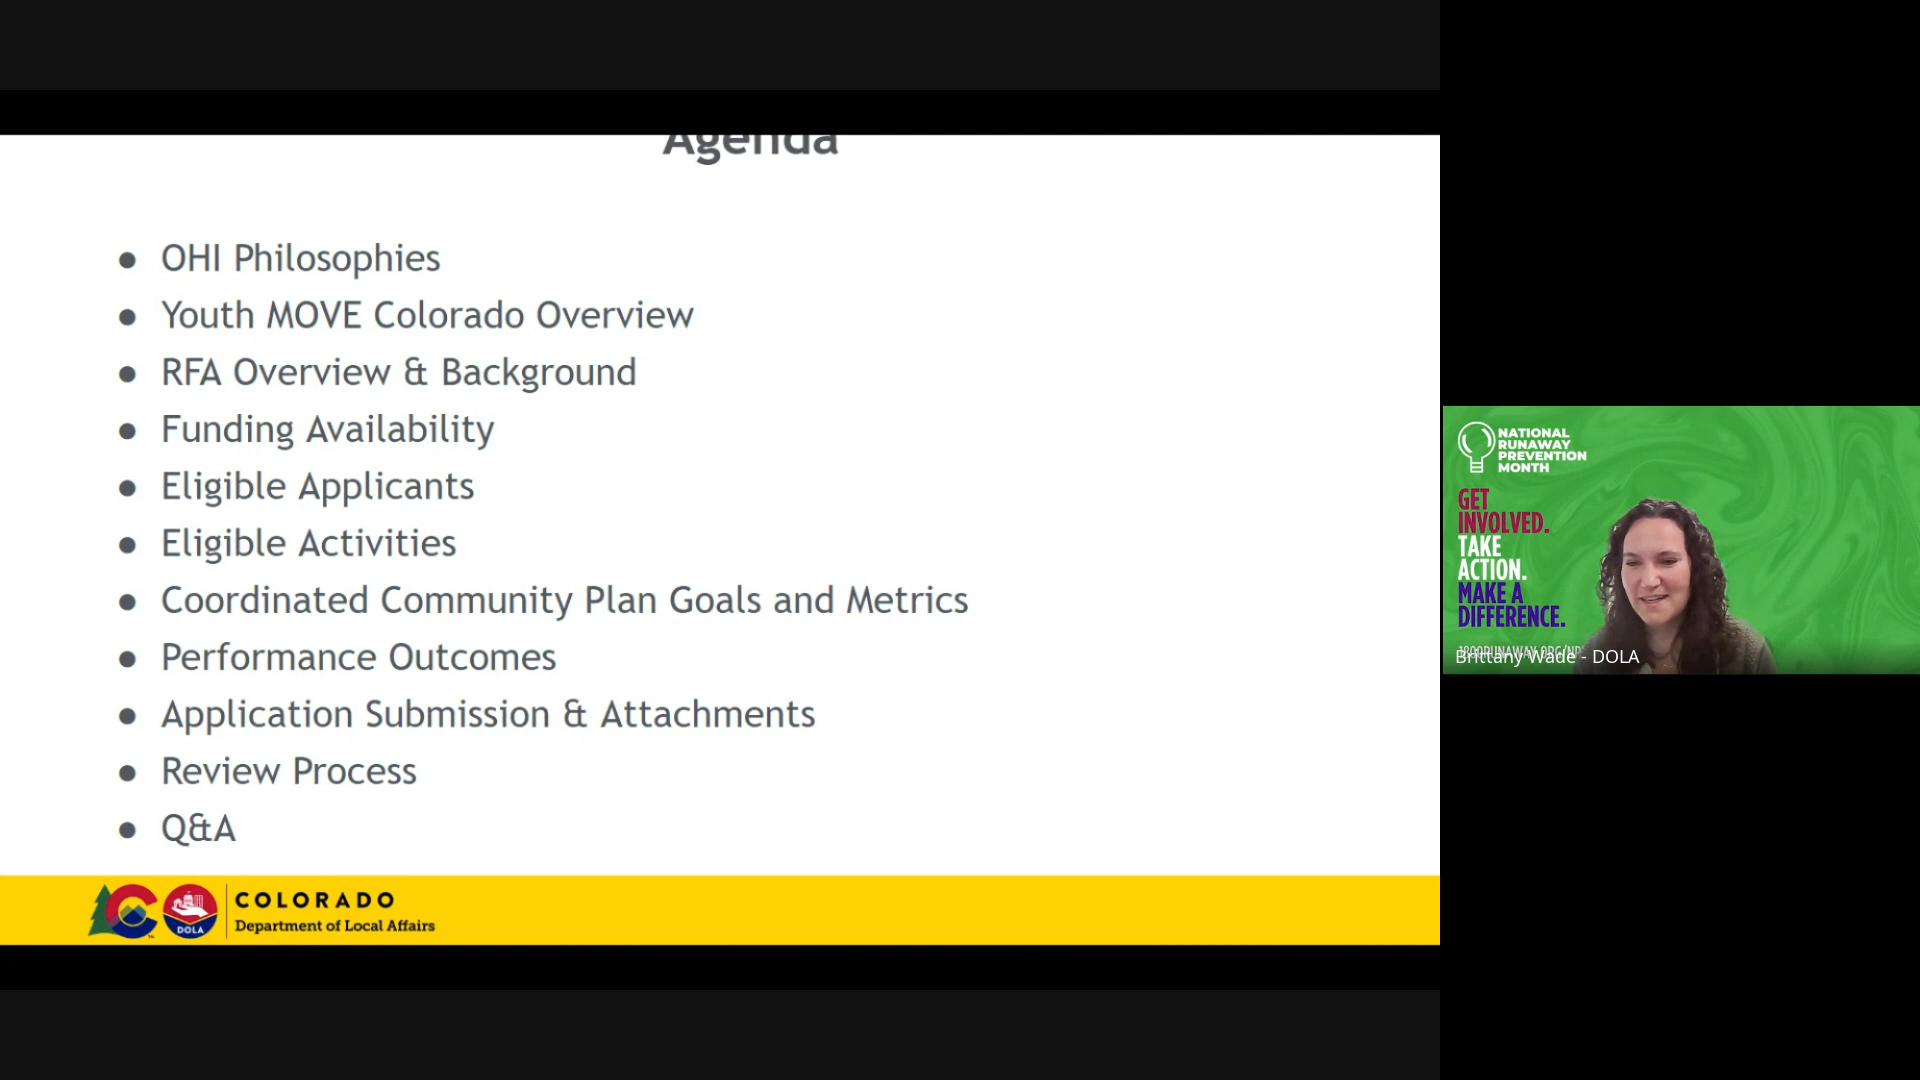 Agenda
● OHI Philosophies
● Youth MOVE Colorado Overview
● RFA Overview & Background
● Funding Availability
● Eligible Applicants
● Eligible Activities
● Coordinated Community Plan Goals and Metrics
● Performance Outcomes
● Application Submission & Attachments
● Review Process
● Q&A
DOLA
COLORADO
Department of Local Affairs
NATIONAL
RUNAWAY
PREVENTION
MONTH
GET
INVOLVED.
TAKE
ACTION.
MAKE A
DIFFERENCE.
Brittany Wade - DOLA